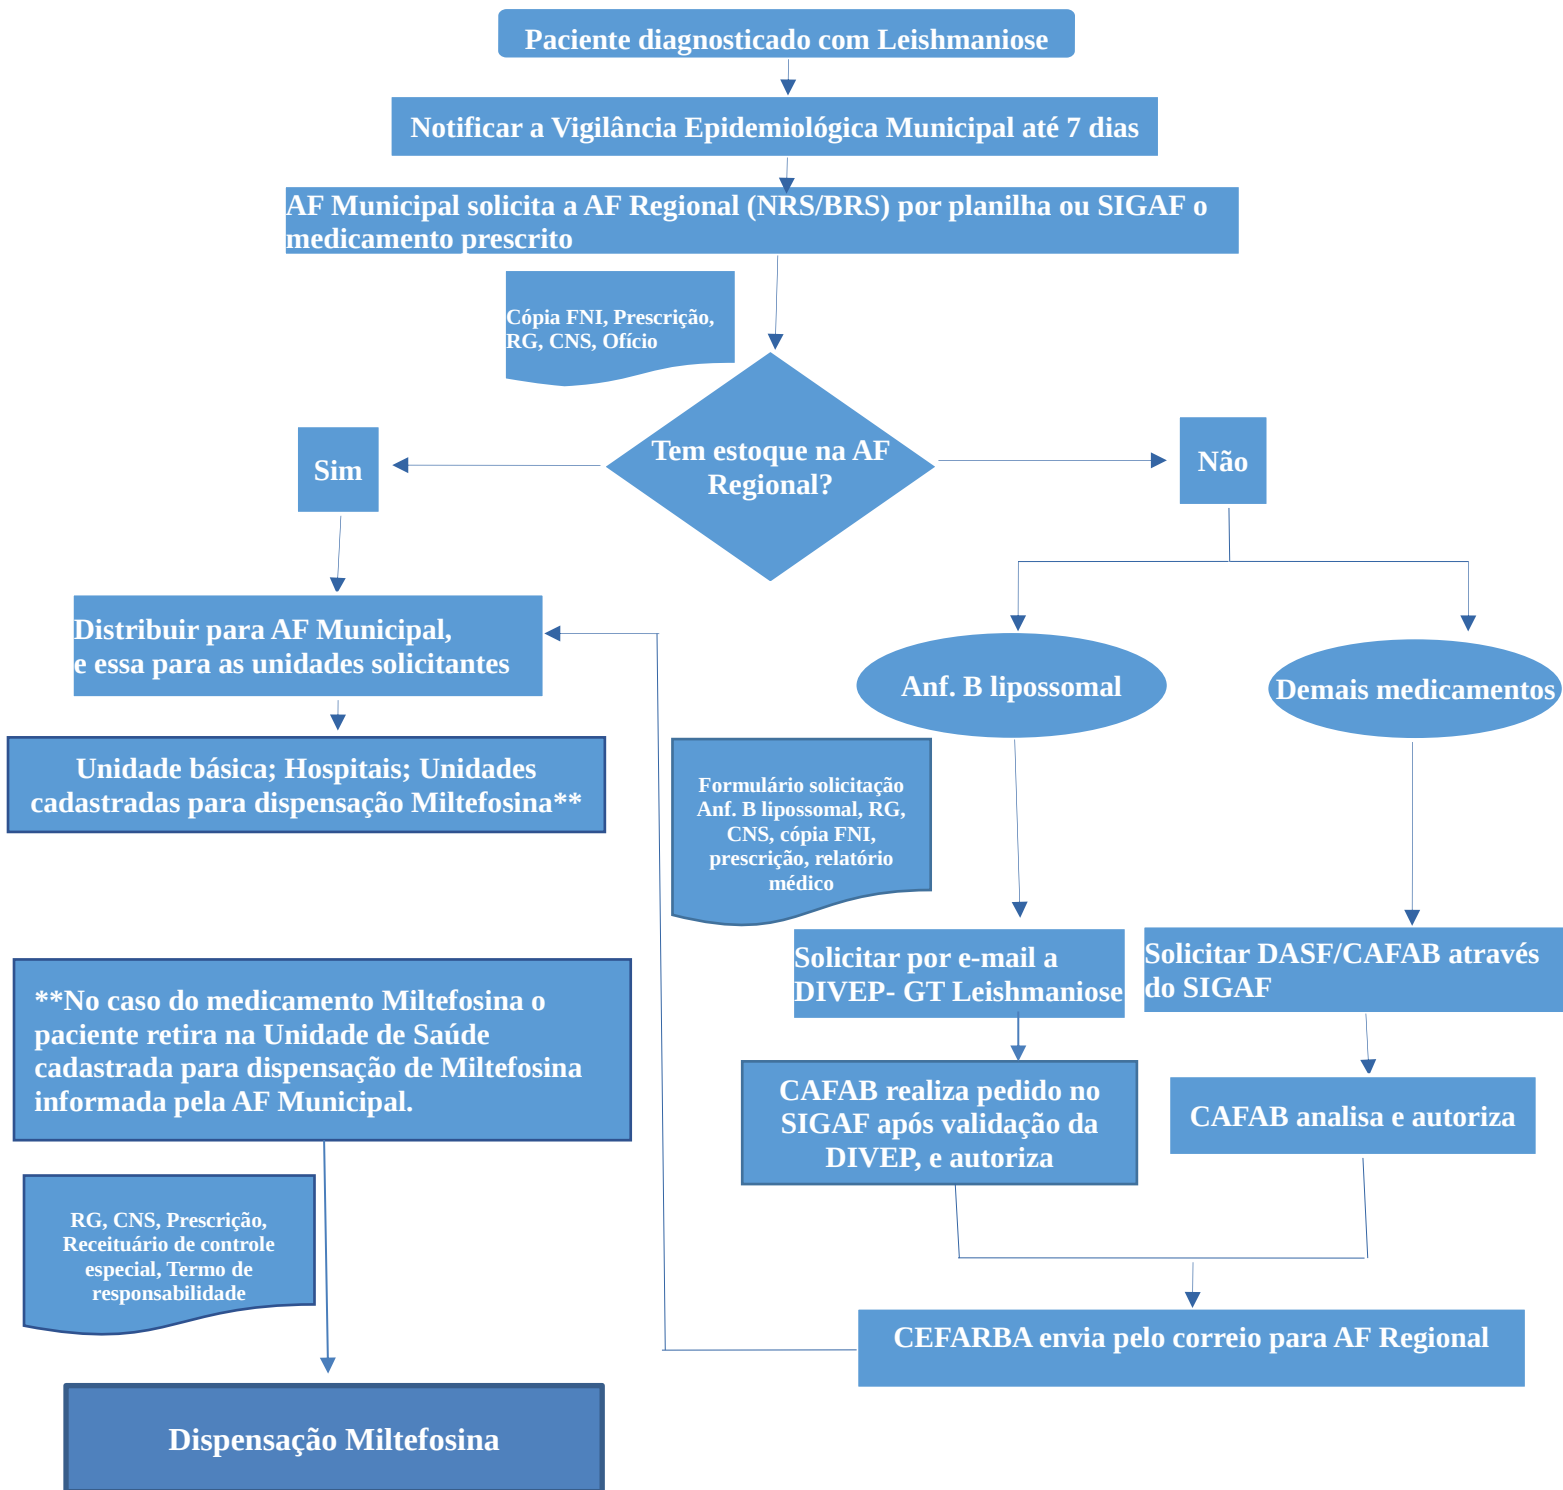 Paciente diagnosticado com Leishmaniose
Notificar a Vigilância Epidemiológica Municipal até 7 dias
AF Municipal solicita a AF Regional (NRS/BRS) por planilha ou SIGAF o
medicamento prescrito
Cópia FNI, Prescrição,
RG, CNS, Ofício
Tem estoque na AF
Regional?
Sim
Não
Distribuir para AF Municipal,
e essa para as unidades solicitantes
Anf. B lipossomal
Demais medicamentos
Unidade básica; Hospitais; Unidades
cadastradas para dispensação Miltefosina**
Formulário solicitação
Anf. B lipossomal, RG,
CNS, cópia FNI,
prescrição, relatório
médico
Solicitar por e-mail a
DIVEP- GT Leishmaniose
Solicitar DASF/CAFAB através
do SIGAF
**No caso do medicamento Miltefosina o
paciente retira na Unidade de Saúde
cadastrada para dispensação de Miltefosina
informada pela AF Municipal.
CAFAB realiza pedido no
SIGAF após validação da
DIVEP, e autoriza
CAFAB analisa e autoriza
RG, CNS, Prescrição,
Receituário de controle
especial, Termo de
responsabilidade
CEFARBA envia pelo correio para AF Regional
Dispensação Miltefosina